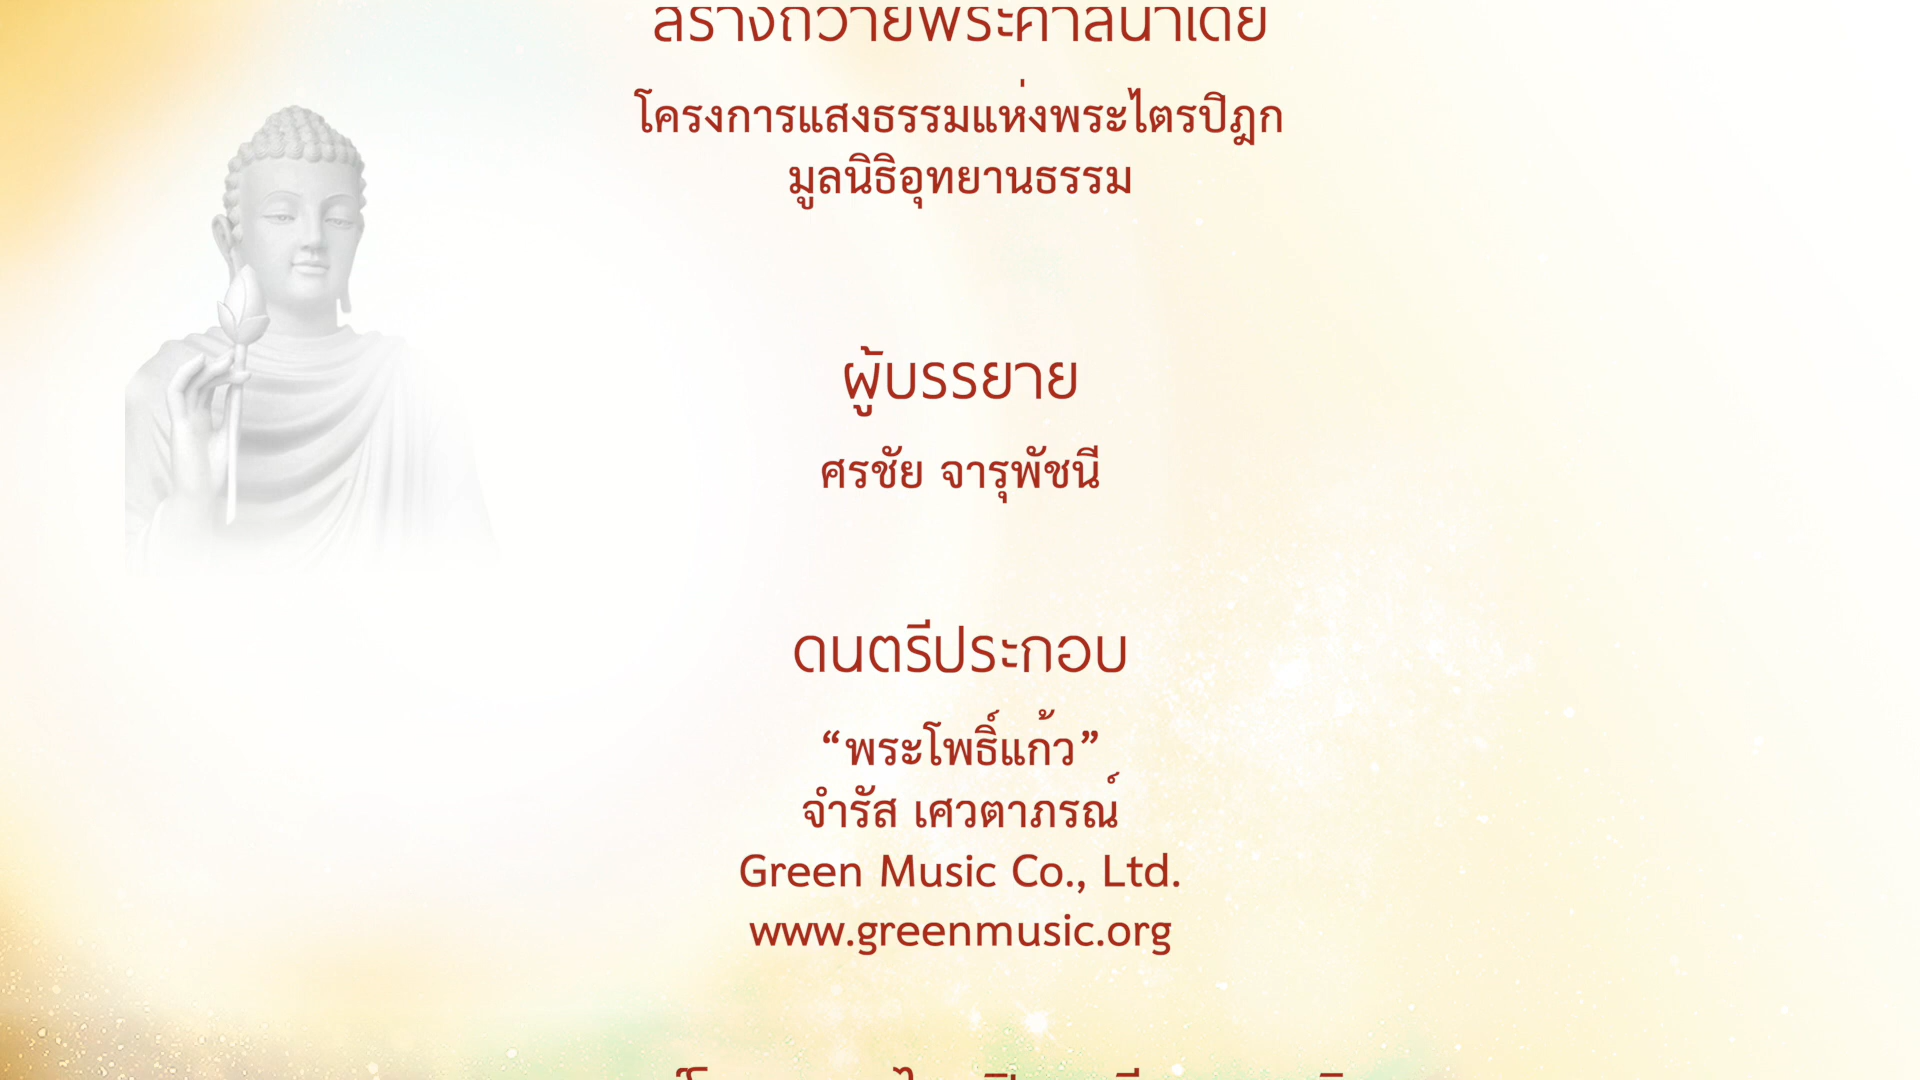 สร้างถวายพระศาสนาโดย
โครงการแสงธรรมแห่งพระไตรปิฎก
มูลนิธิอุทยานธรรม
ผู้บรรยาย
ศรชัย จารุพัชนี
ดนตรีประกอบ
“พระโพธิ์แก้ว”
จำรัส เศวตาภรณ์
Green Music Co., Ltd.
www.greenmusic.org